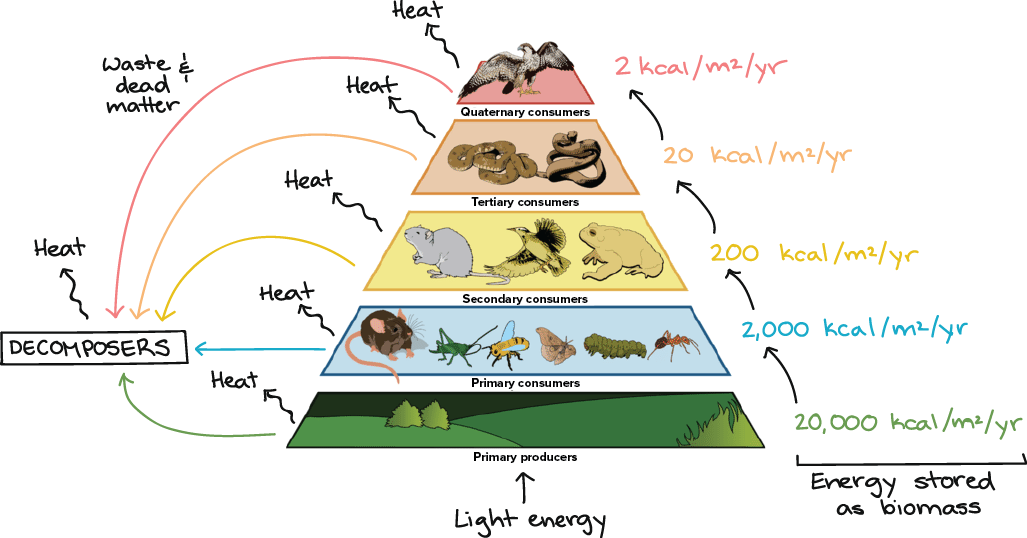 Heat
Waste &
dead
matter
2 kcal/m²/yr
Heat
Quaternary consumers
20 kcal/m²/yr
Heat
Tertiary consumers
Heat
200 kcal/m²/yr
Heat
Secondary consumers
2,000 kcal/m²/yr
DECOMPOSERS
Heat
Primary consumers
20,000 kcal/m²/yr
Primary producers
Energy stored
as biomass
Light energy